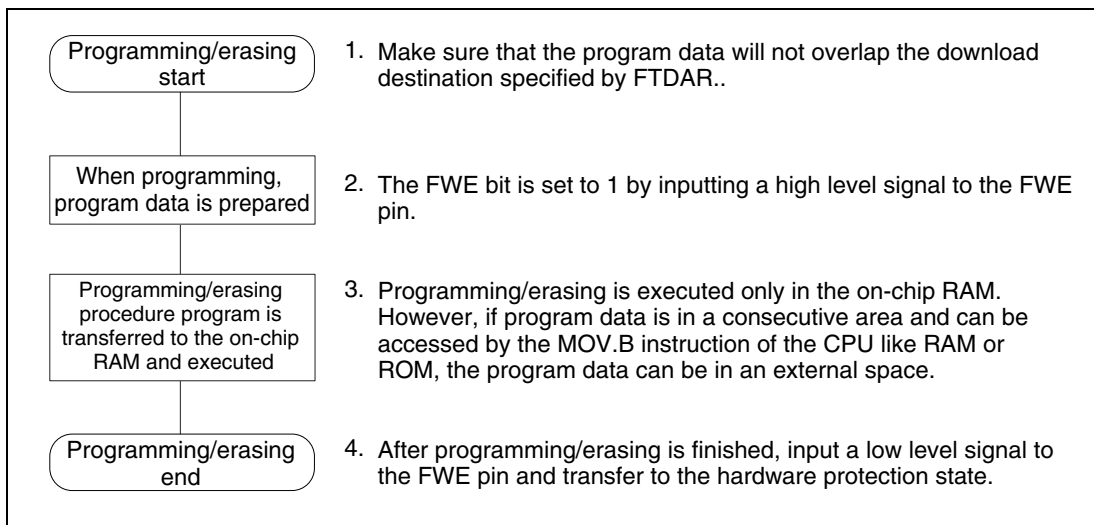 Programming/erasing
start
1. Make sure that the program data will not overlap the download
destination specified by FTDAR..
When programming,
program data is prepared
2. The FWE bit is set to 1 by inputting a high level signal to the FWE
pin.
Programming/erasing
procedure program is
transferred to the on-chip
RAM and executed
3. Programming/erasing is executed only in the on-chip RAM.
However, if program data is in a consecutive area and can be
accessed by the MOV.B instruction of the CPU like RAM or
ROM, the program data can be in an external space.
Programming/erasing
end
4. After programming/erasing is finished, input a low level signal to
the FWE pin and transfer to the hardware protection state.